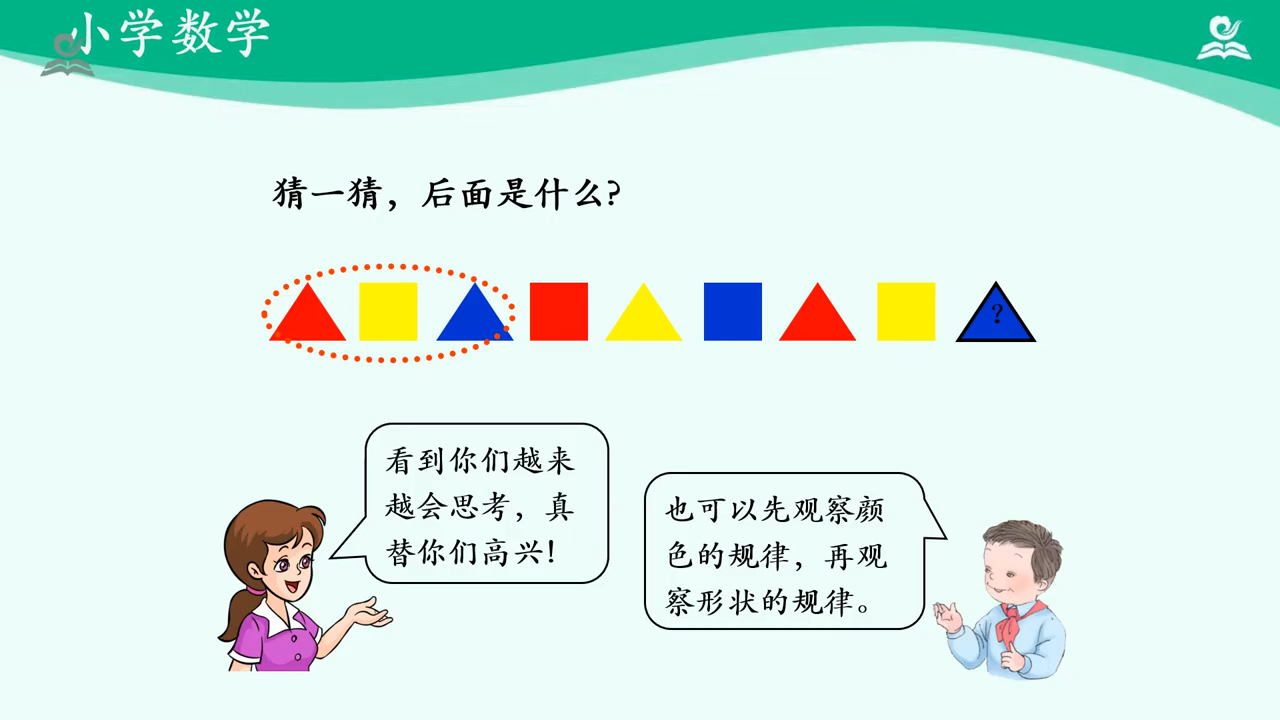 小学数学
猜一猜，后面是什么?
?
看到你们越来
越会思考，真
替你们高兴!
也可以先观察颜
色的规律，再观
察形状的规律。